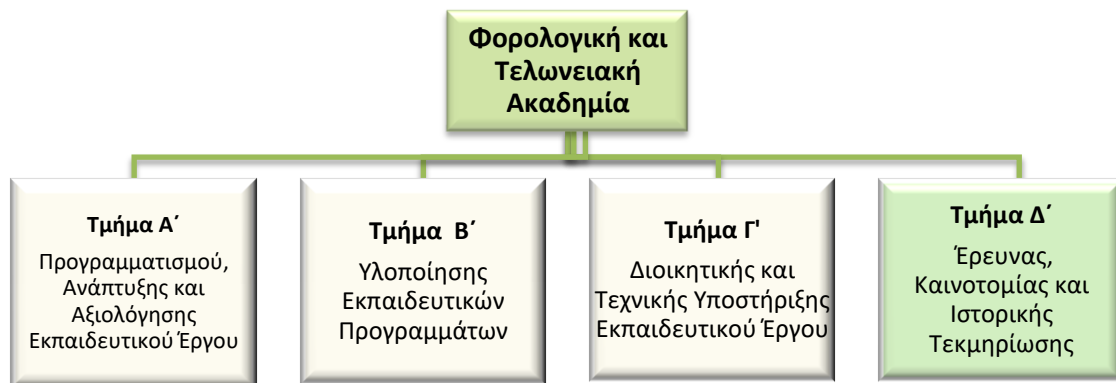 Φορολογική και
Τελωνειακή
Ακαδημία
Τμήμα Α΄
Προγραμματισμού,
Ανάπτυξης και
Αξιολόγησης
Εκπαιδευτικού Έργου
Τμήμα Β΄
Υλοποίησης
Εκπαιδευτικών
Προγραμμάτων
Τμήμα Γ'
Διοικητικής και
Τεχνικής Υποστήριξης
Εκπαιδευτικού Έργου
Τμήμα Δ΄
Έρευνας,
Καινοτομίας και
Ιστορικής
Τεκμηρίωσης